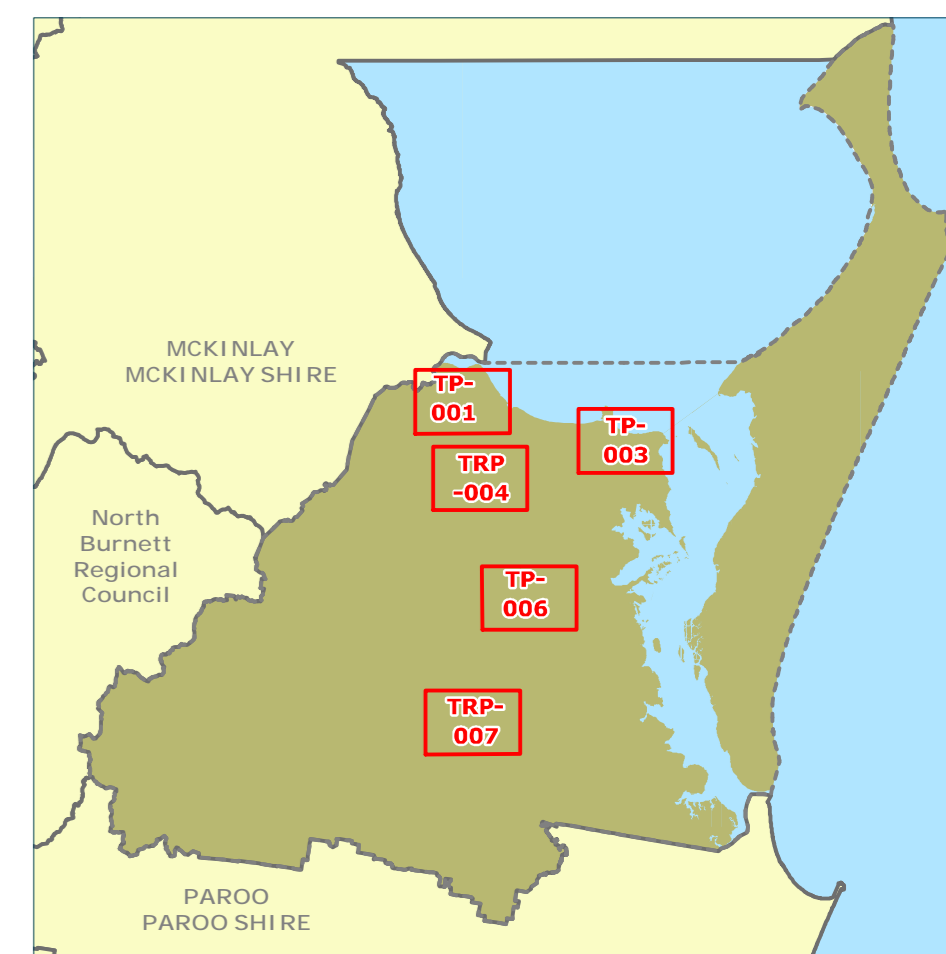 MCKINLAY
MCKINLAY SHIRE
TP-
001
TP-
003
TRP
-004
North
Burnett
Regional
Council
TP-
006
TRP-
007
PAROO
PAROO SHIRE